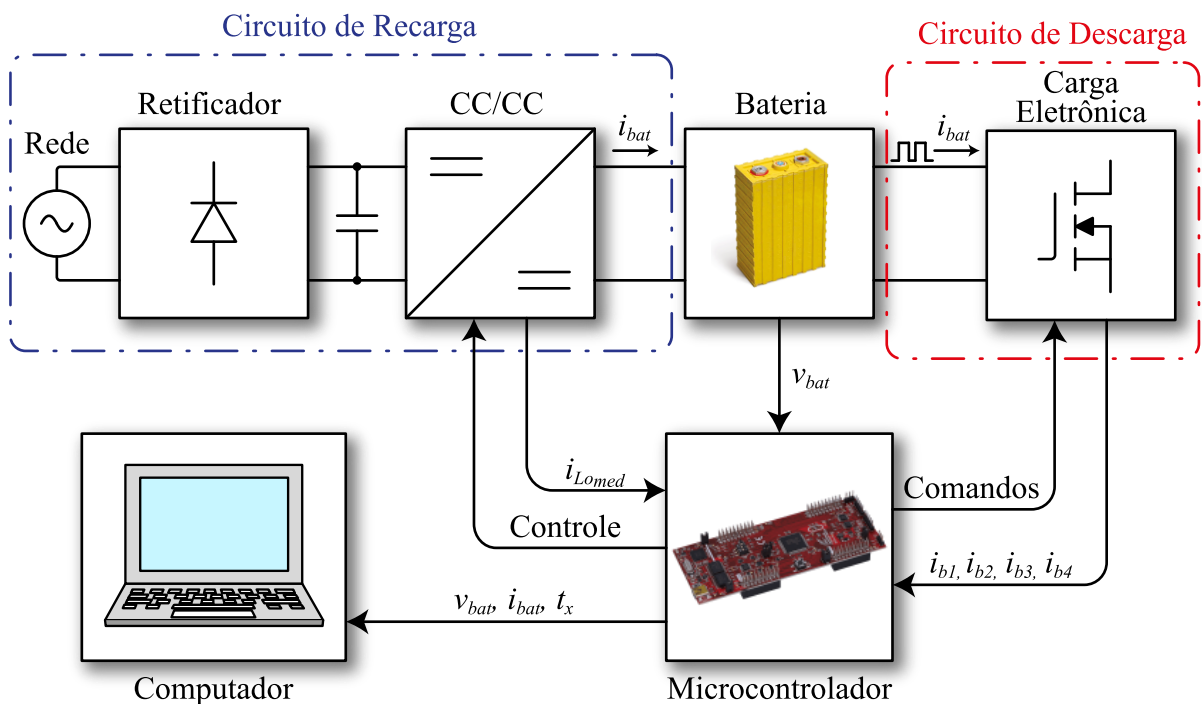 Circuito de Recarga
Circuito de Descarga
Rede
Retificador
CC/CC
i_bat
Bateria
i_bat
Carga
Eletrônica
v_bat
i_Lomed
Controle
Comandos
i_b1, i_b2, i_b3, i_b4
v_bat, i_bat, t_x
Computador
Microcontrolador